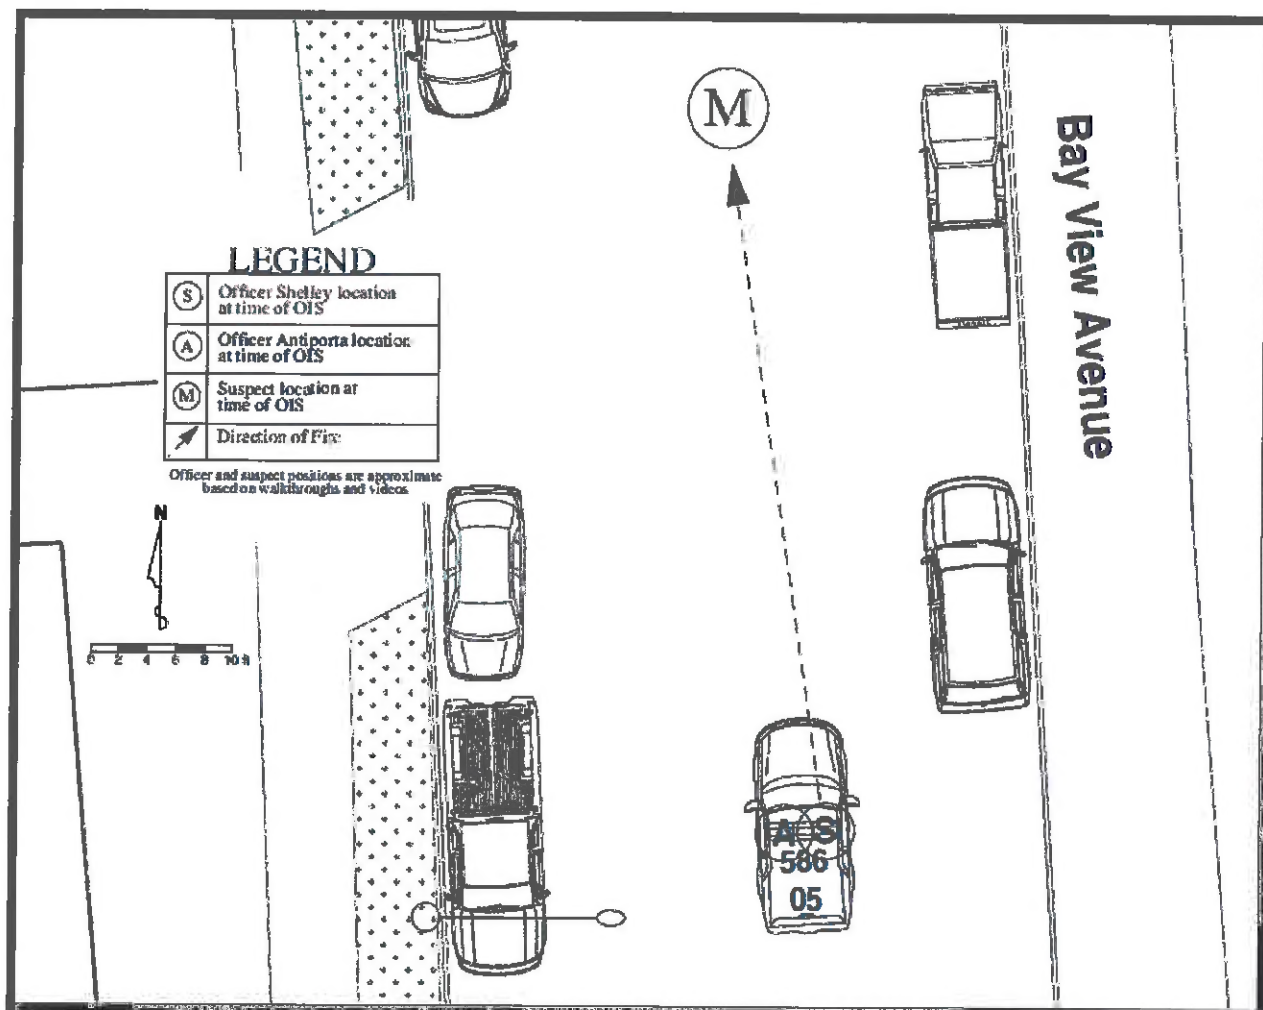 M
Bay View Avenue
LEGEND
S Officer Shelley location
at time of OIS
A Officer Antiporta location
at time of OIS
M Suspect location at
time of OIS
Direction of Fire
Officer and suspect positions are approximate
based on walkthroughs and videos
N
0 2 4 6 8 10 ft
A S
586
05